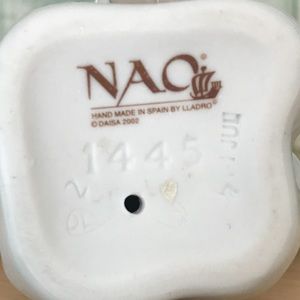 NAO
HAND MADE IN SPAIN BY LLADRO
© DAISA 2002
1445